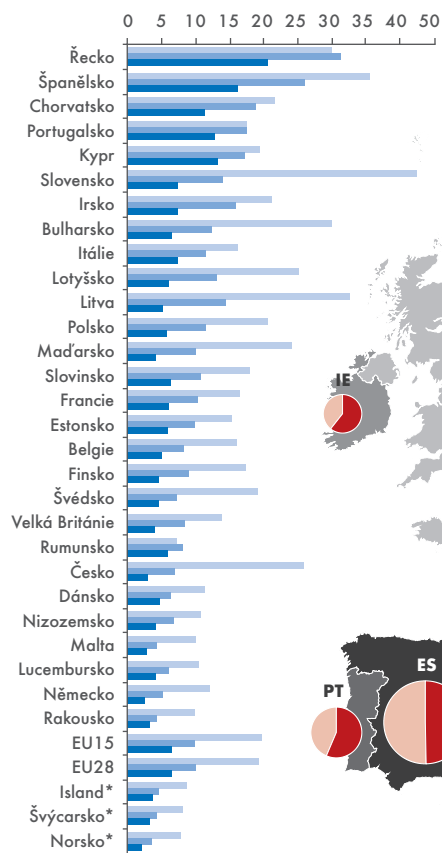 0 5 10 15 20 25 30 35 40 50
Řecko
Španělsko
Chorvatsko
Portugalsko
Kypr
Slovensko
Irsko
Bulharsko
Itálie
Lotyšsko
Litva
Polsko
Maďarsko
Slovinsko
Francie
Estonsko
Belgie
Finsko
Švédsko
Velká Británie
Rumunsko
Česko
Dánsko
Nizozemsko
Malta
Lucembursko
Německo
Rakousko
EU15
EU28
Island*
Švýcarsko*
Norsko*
IE
ES
PT